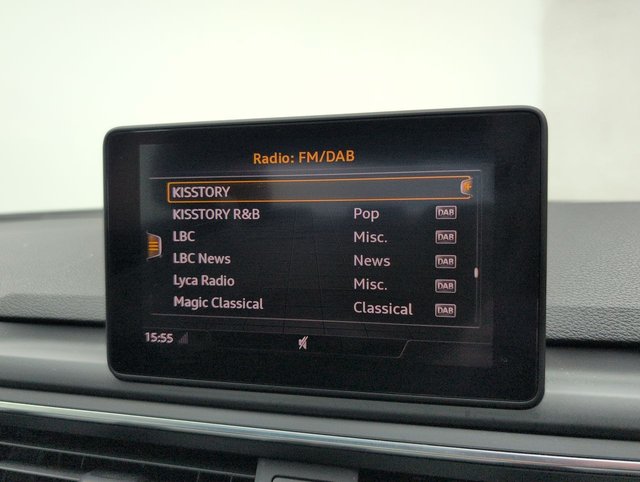 Radio: FM/DAB
KISSTORY
KISSTORY R&B Pop DAB
LBC Misc. DAB
LBC News News DAB
Lyca Radio Misc. DAB
Magic Classical Classical DAB
15:55